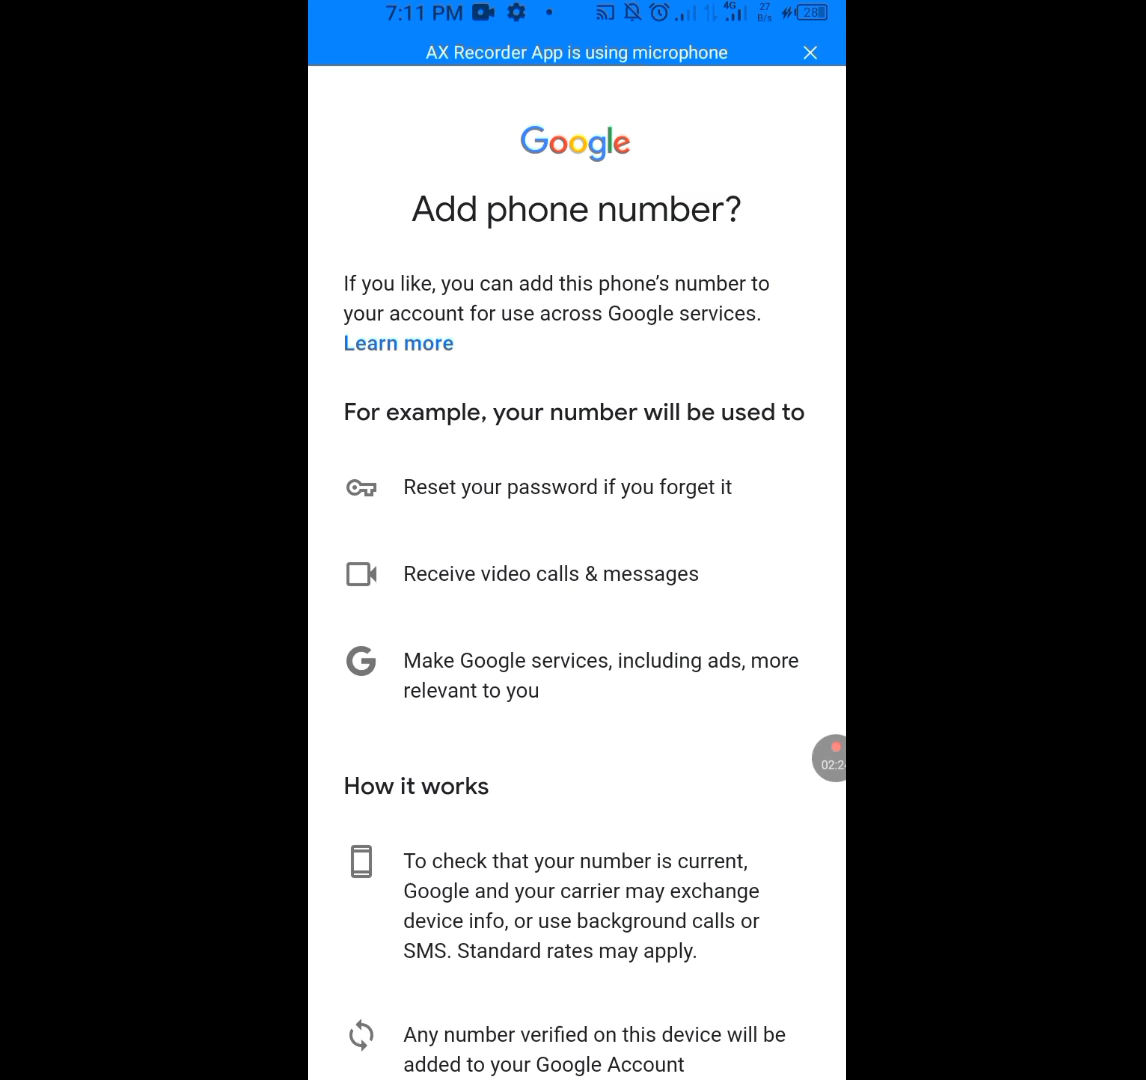 7:11 PM 4G 27 B/s 28
AX Recorder App is using microphone
Google
Add phone number?
If you like, you can add this phone’s number to
your account for use across Google services.
Learn more
For example, your number will be used to
Reset your password if you forget it
Receive video calls & messages
Make Google services, including ads, more
relevant to you
How it works
To check that your number is current,
Google and your carrier may exchange
device info, or use background calls or
SMS. Standard rates may apply.
Any number verified on this device will be
added to your Google Account